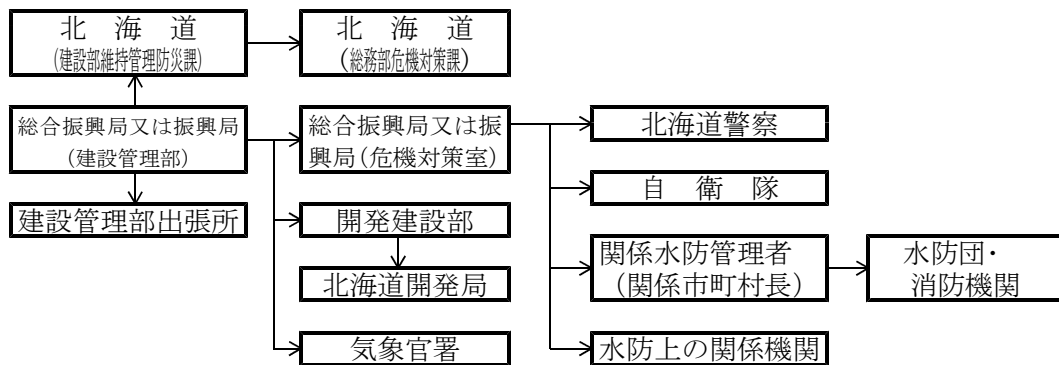 北 海 道
(建設部維持管理防災課)
北 海 道
(総務部危機対策課)
総合振興局又は振興局
(建設管理部)
総合振興局又は振
興局(危機対策室)
北海道警察
自 衛 隊
建設管理部出張所
開発建設部
関係水防管理者
(関係市町村長)
水防団・
消防機関
北海道開発局
気象官署
水防上の関係機関